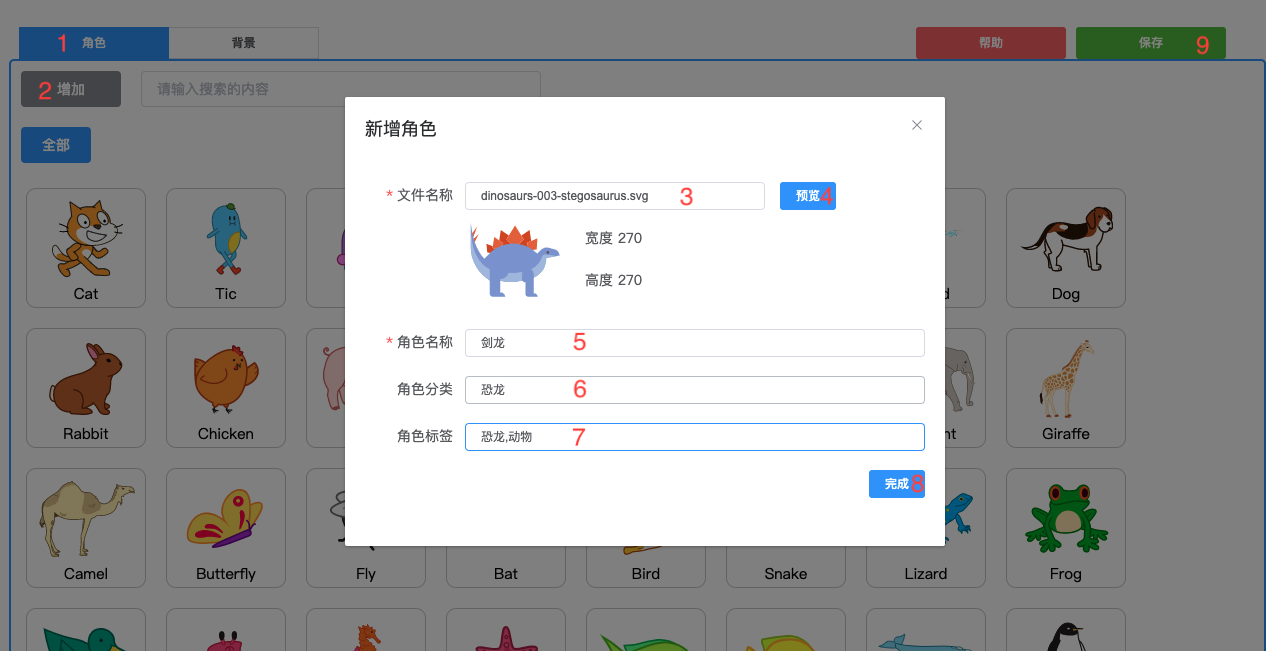 1 角色
背景
帮助
保存 9
2 增加
请输入搜索的内容
全部
新增角色
* 文件名称 dinosaurs-003-stegosaurus.svg 3 预览 4
宽度 270
高度 270
* 角色名称 剑龙 5
角色分类 恐龙 6
角色标签 恐龙,动物 7
完成 8
Cat
Tic
Dog
Rabbit
Chicken
Giraffe
Camel
Butterfly
Fly
Bat
Bird
Snake
Lizard
Frog